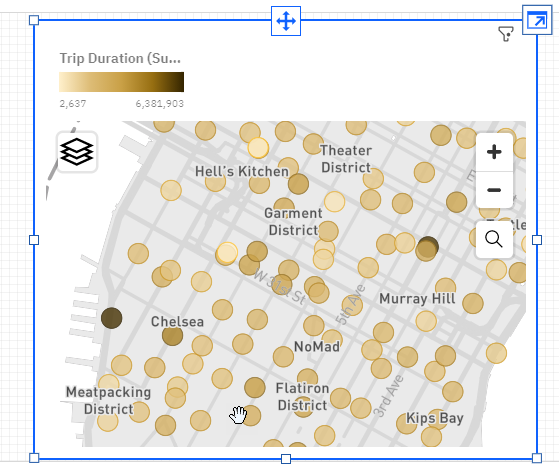 Trip Duration (Su...
2,637
6,381,903
Theater
District
Hell's Kitchen
Garment
District
W 31st St
5th Ave
Murray Hill
Chelsea
NoMad
Meatpacking
District
Flatiron
District
3rd Ave
Kips Bay